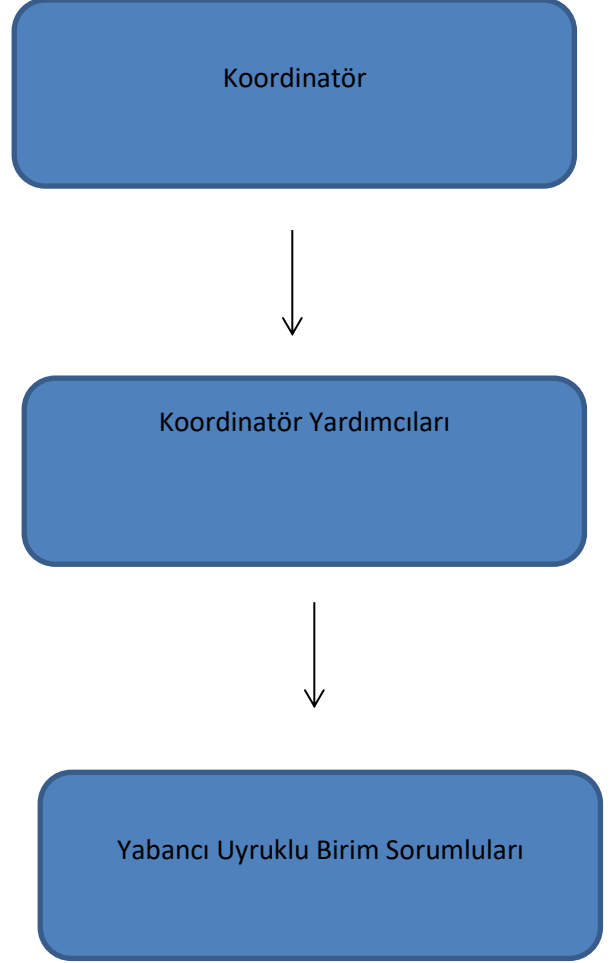 Koordinatör
Koordinatör Yardımcıları
Yabancı Uyruklu Birim Sorumluları